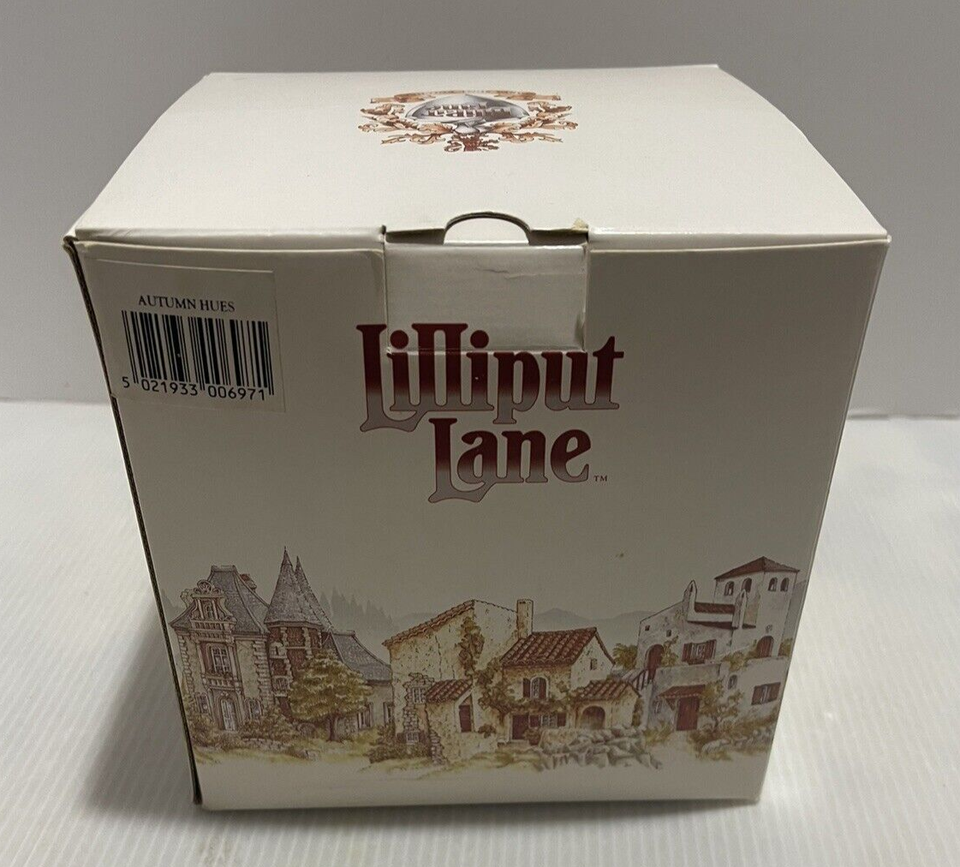 AUTUMN HUES
5 021933 006971
Lilliput
Lane
TM